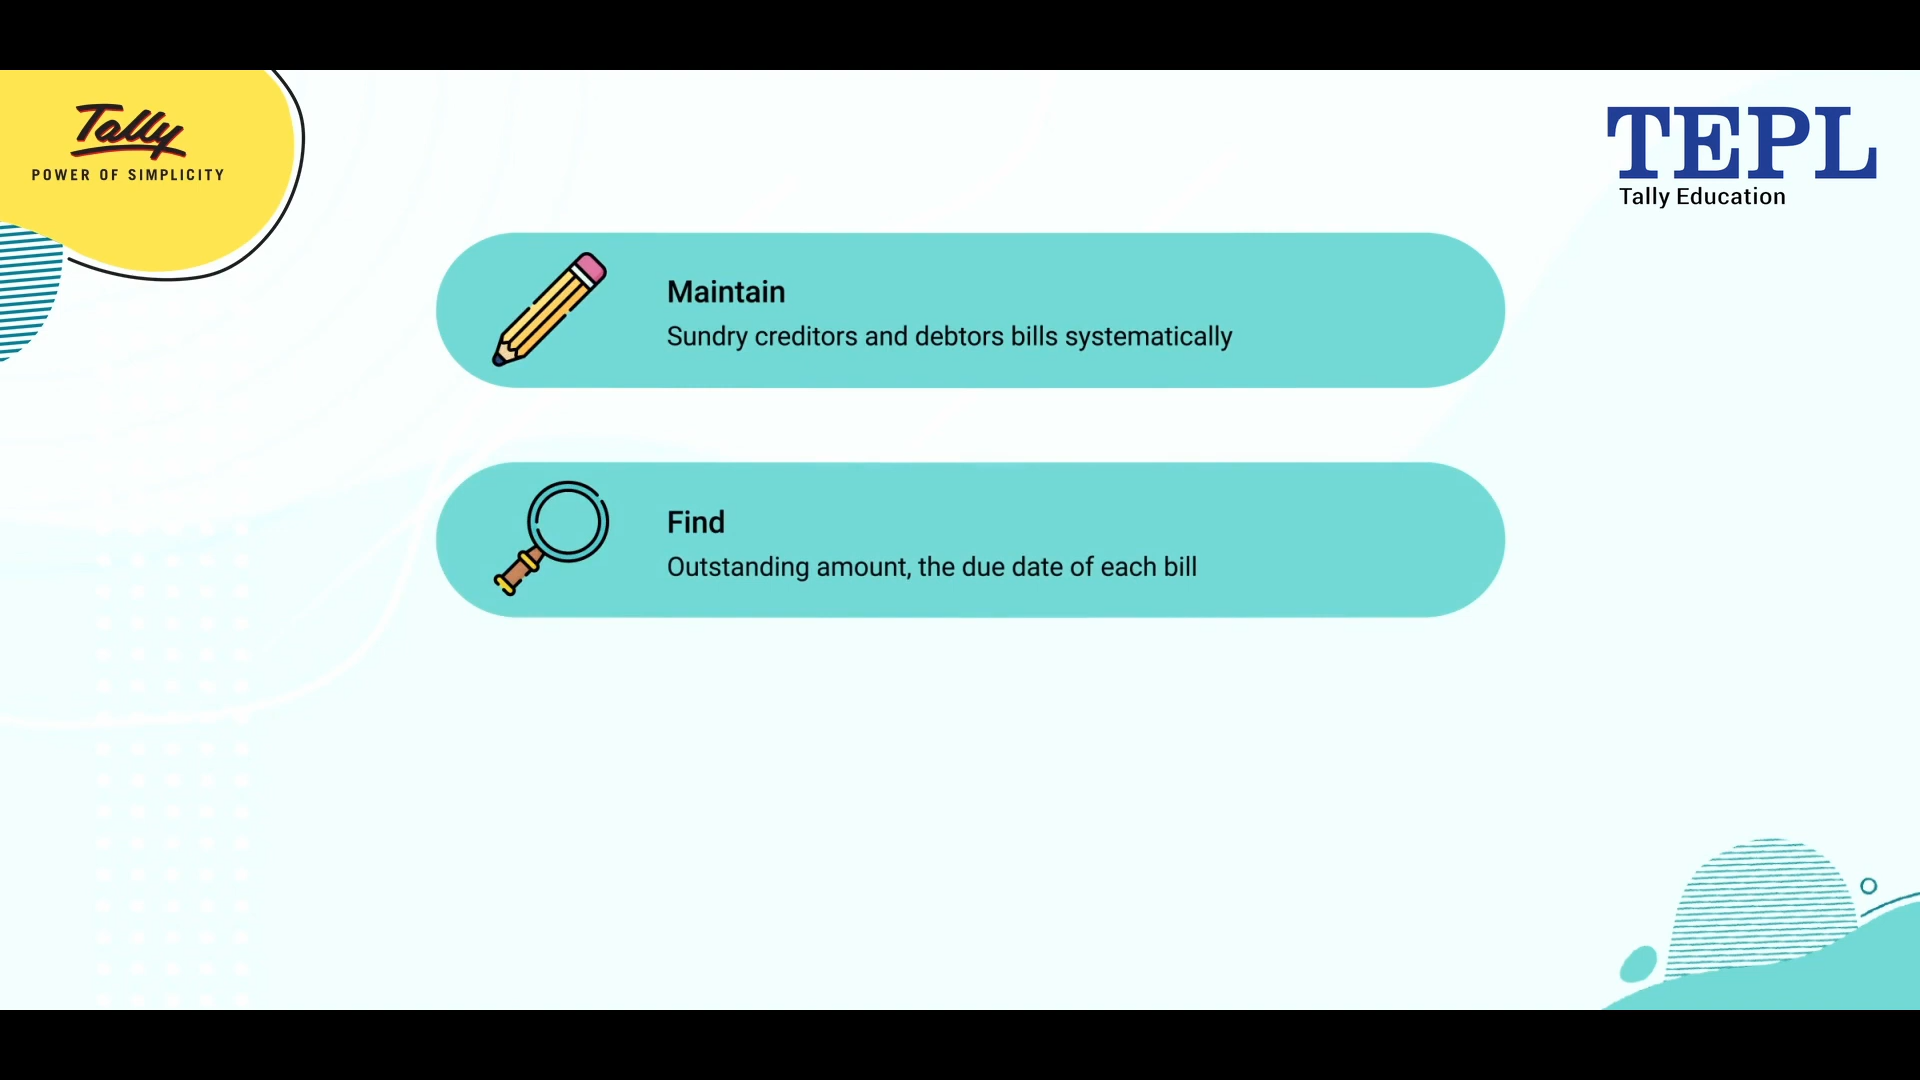 Tally
POWER OF SIMPLICITY
TEPL
Tally Education
Maintain
Sundry creditors and debtors bills systematically
Find
Outstanding amount, the due date of each bill